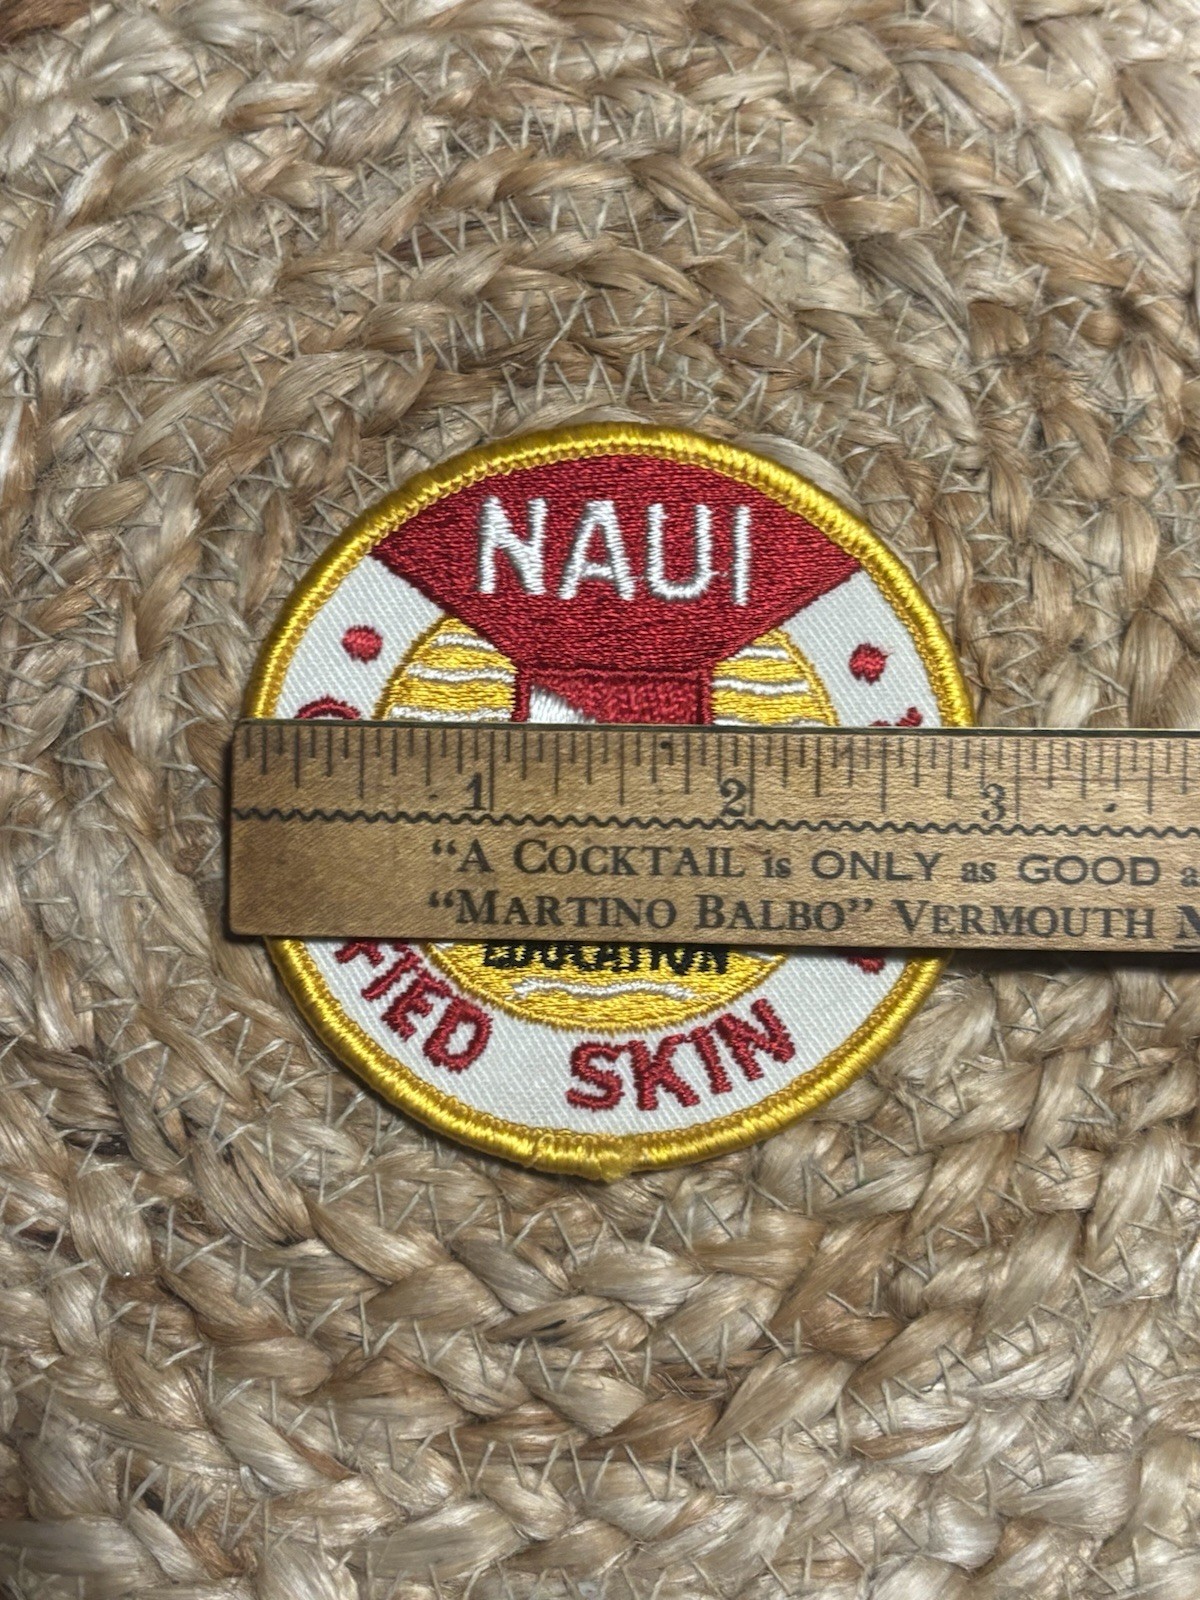 NAUI
1 2 3
"A COCKTAIL is ONLY as GOOD
"MARTINO BALBO" VERMOUTH
EDUCATION
FIED SKIN